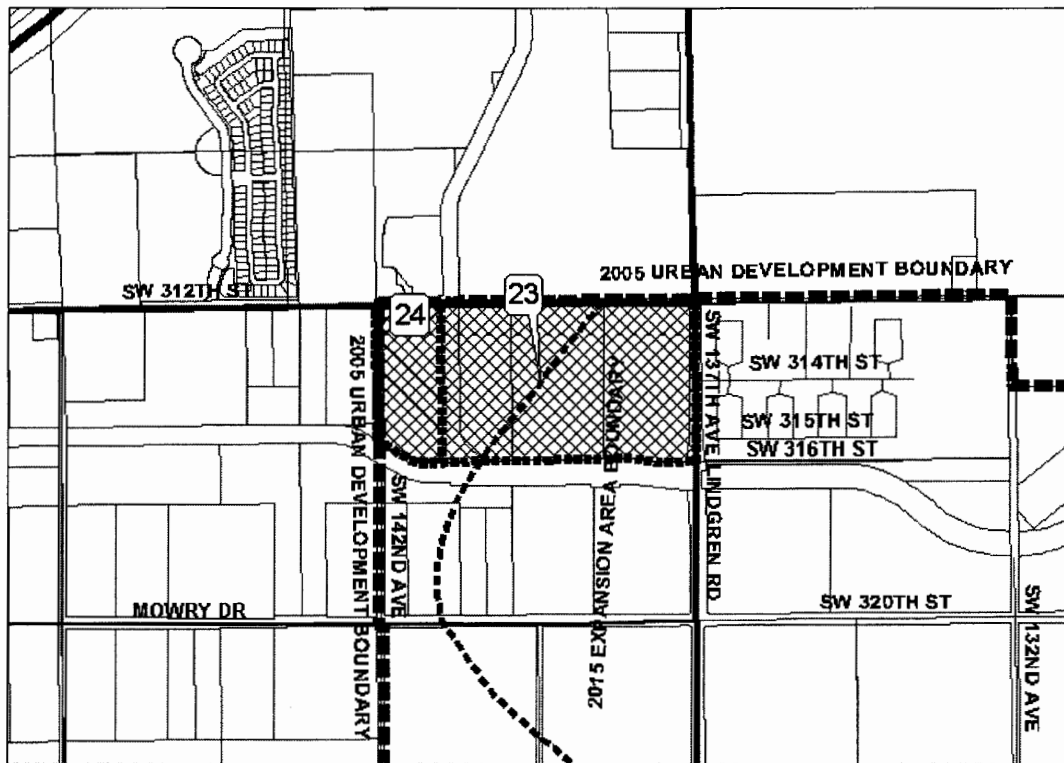 2005 URBAN DEVELOPMENT BOUNDARY
SW 312TH ST
23
24
SW 314TH ST
SW 315TH ST
SW 316TH ST
SW 137TH AVE LINDGREN RD
2005 URBAN DEVELOPMENT BOUNDARY
SW 142ND AVE
2015 EXPANSION AREA BOUNDARY
MOWRY DR
SW 320TH ST
SW 132ND AVE